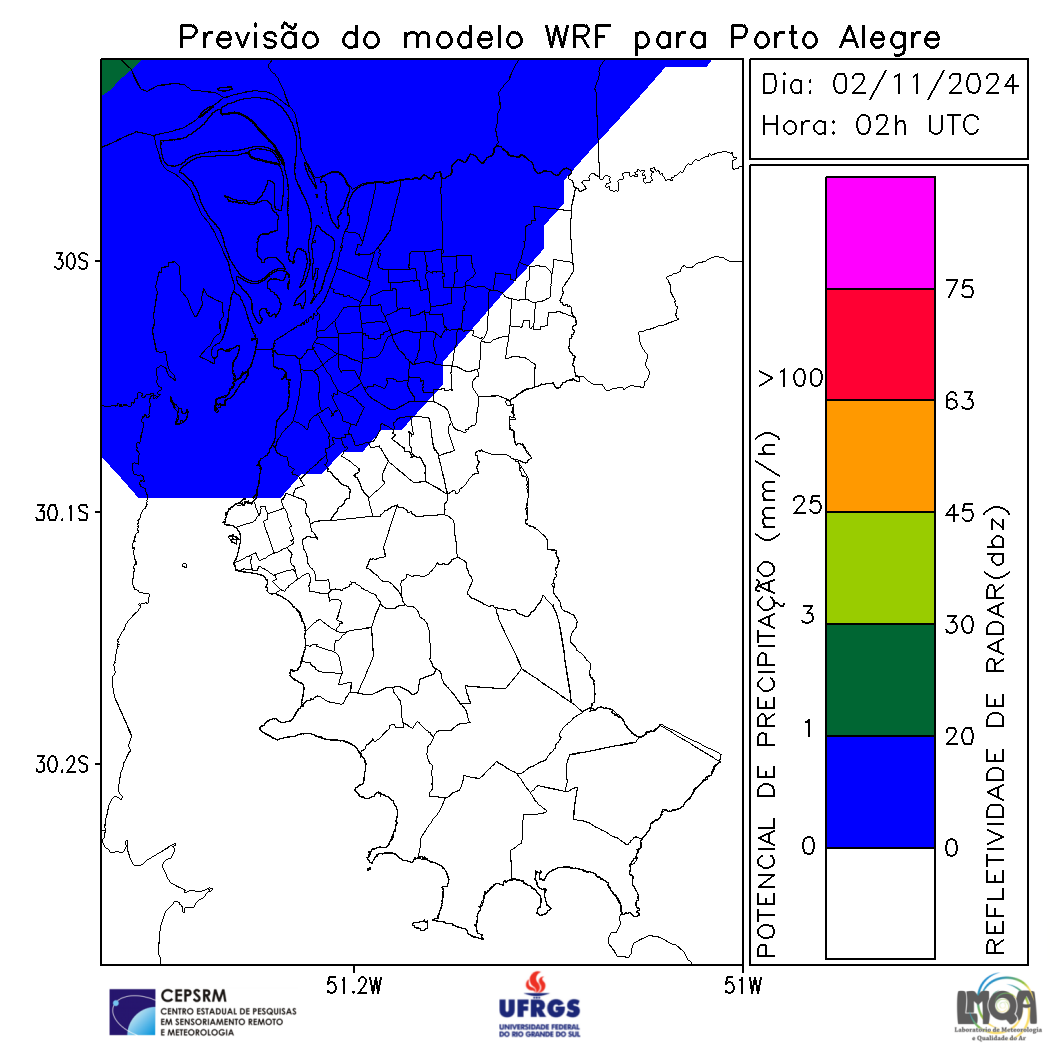 Previsão do modelo WRF para Porto Alegre
Dia: 02/11/2024
Hora: 02h UTC
30S
30.1S
30.2S
51.2W
51W
POTENCIAL DE PRECIPITAÇÃO (mm/h)
>100
25
3
1
0
75
63
45
30
20
0
REFLETIVIDADE DE RADAR(dbz)
CEPSRM
CENTRO ESTADUAL DE PESQUISAS
EM SENSORIAMENTO REMOTO
E METEOROLOGIA
UFRGS
UNIVERSIDADE FEDERAL
DO RIO GRANDE DO SUL
LMQA
Laboratório de Meteorologia
e Qualidade do Ar